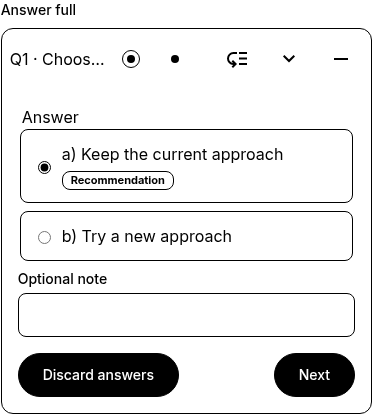 Answer full
Q1 · Choos...
Answer
a) Keep the current approach
Recommendation
b) Try a new approach
Optional note
Discard answers
Next